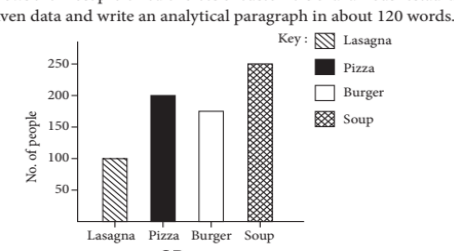 ven data and write an analytical paragraph in about 120 words.
Key :
Lasagna
Pizza
Burger
Soup
No. of people
250
200
150
100
50
Lasagna Pizza Burger Soup